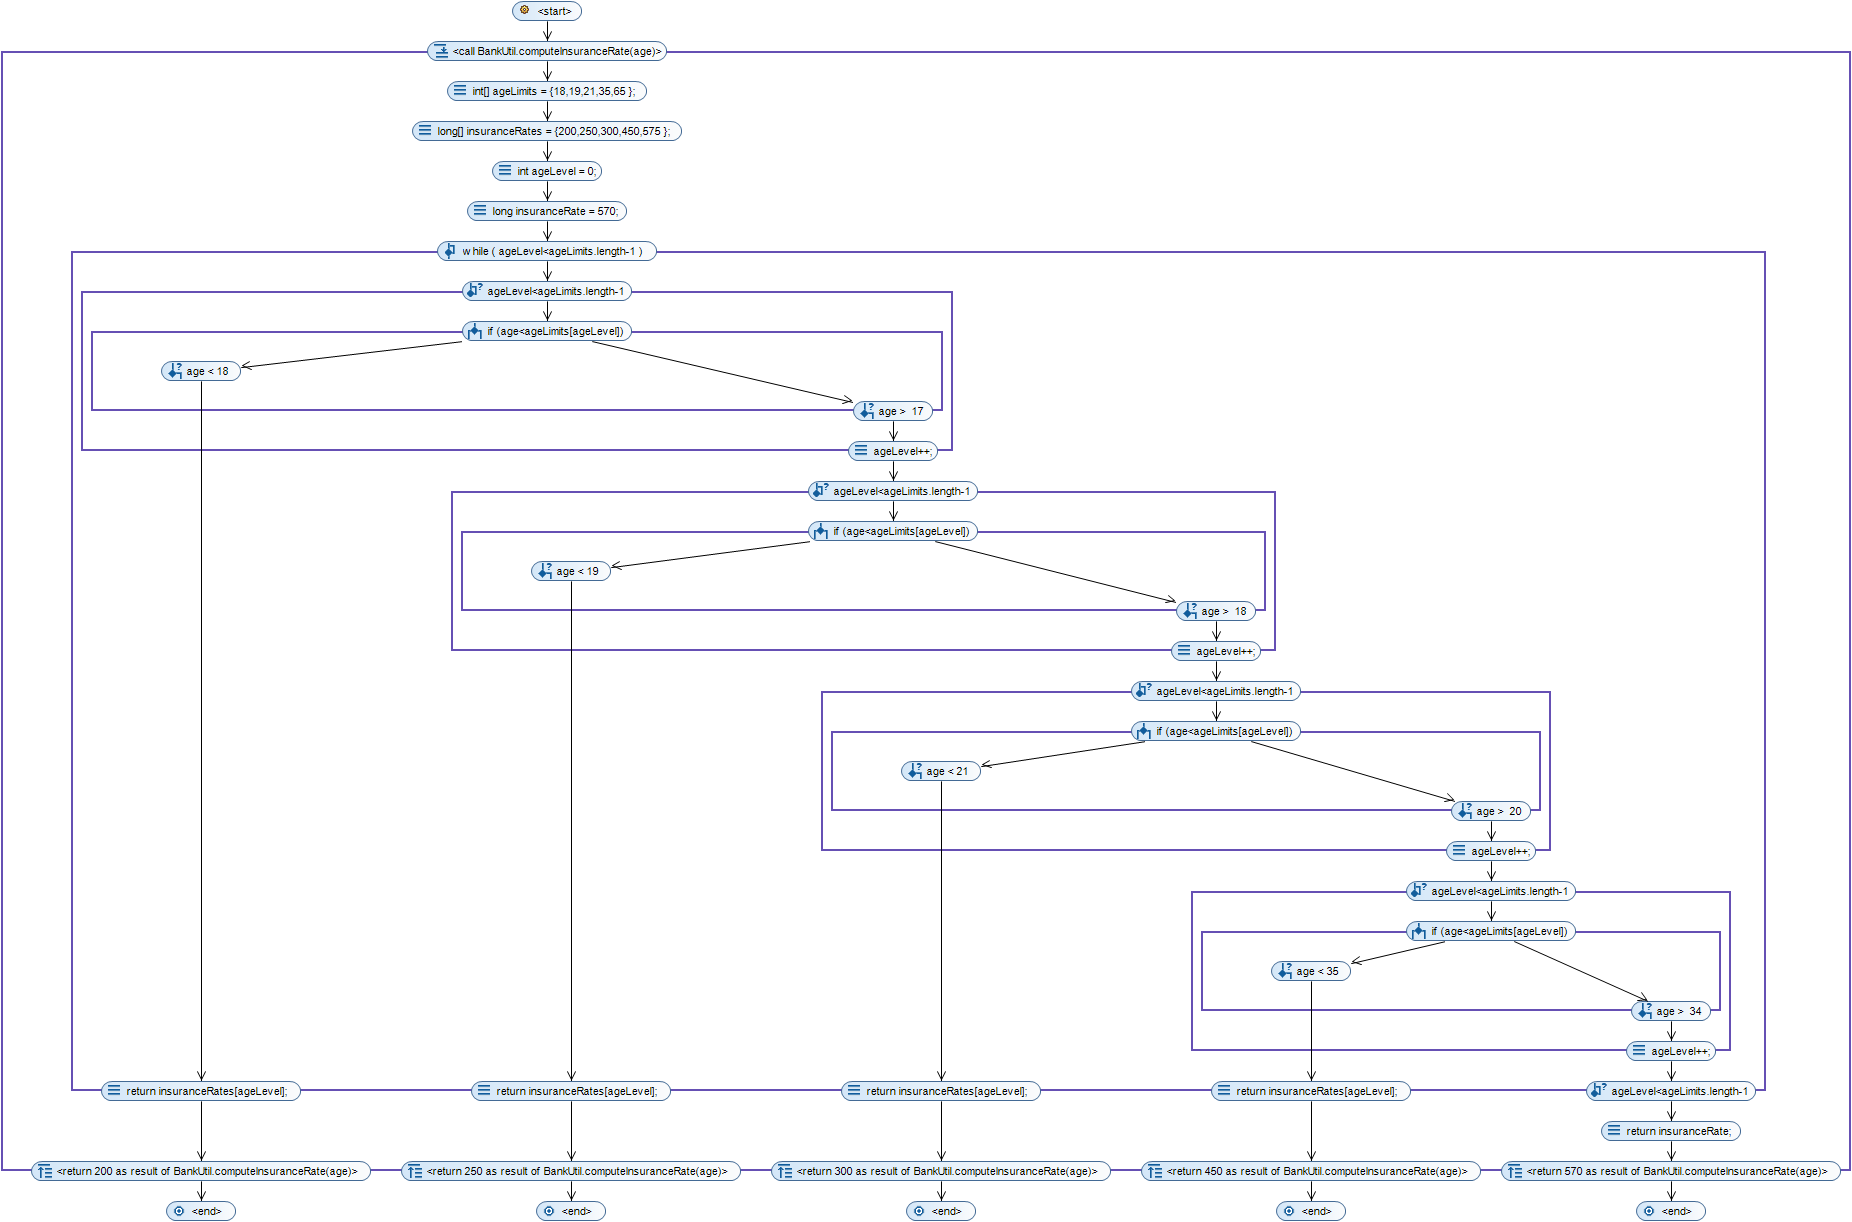 <start>
<call BankUtil.computeInsuranceRate(age)>
int[] ageLimits = {18,19,21,35,65 };
long[] insuranceRates = {200,250,300,450,575 };
int ageLevel = 0;
long insuranceRate = 570;
while ( ageLevel<ageLimits.length-1 )
ageLevel<ageLimits.length-1
if (age<ageLimits[ageLevel])
age < 18
age > 17
ageLevel++;
ageLevel<ageLimits.length-1
if (age<ageLimits[ageLevel])
age < 19
age > 18
ageLevel++;
ageLevel<ageLimits.length-1
if (age<ageLimits[ageLevel])
age < 21
age > 20
ageLevel++;
ageLevel<ageLimits.length-1
if (age<ageLimits[ageLevel])
age < 35
age > 34
ageLevel++;
return insuranceRates[ageLevel];
return insuranceRates[ageLevel];
return insuranceRates[ageLevel];
return insuranceRates[ageLevel];
ageLevel<ageLimits.length-1
return insuranceRate;
<return 200 as result of BankUtil.computeInsuranceRate(age)>
<return 250 as result of BankUtil.computeInsuranceRate(age)>
<return 300 as result of BankUtil.computeInsuranceRate(age)>
<return 450 as result of BankUtil.computeInsuranceRate(age)>
<return 570 as result of BankUtil.computeInsuranceRate(age)>
<end>
<end>
<end>
<end>
<end>